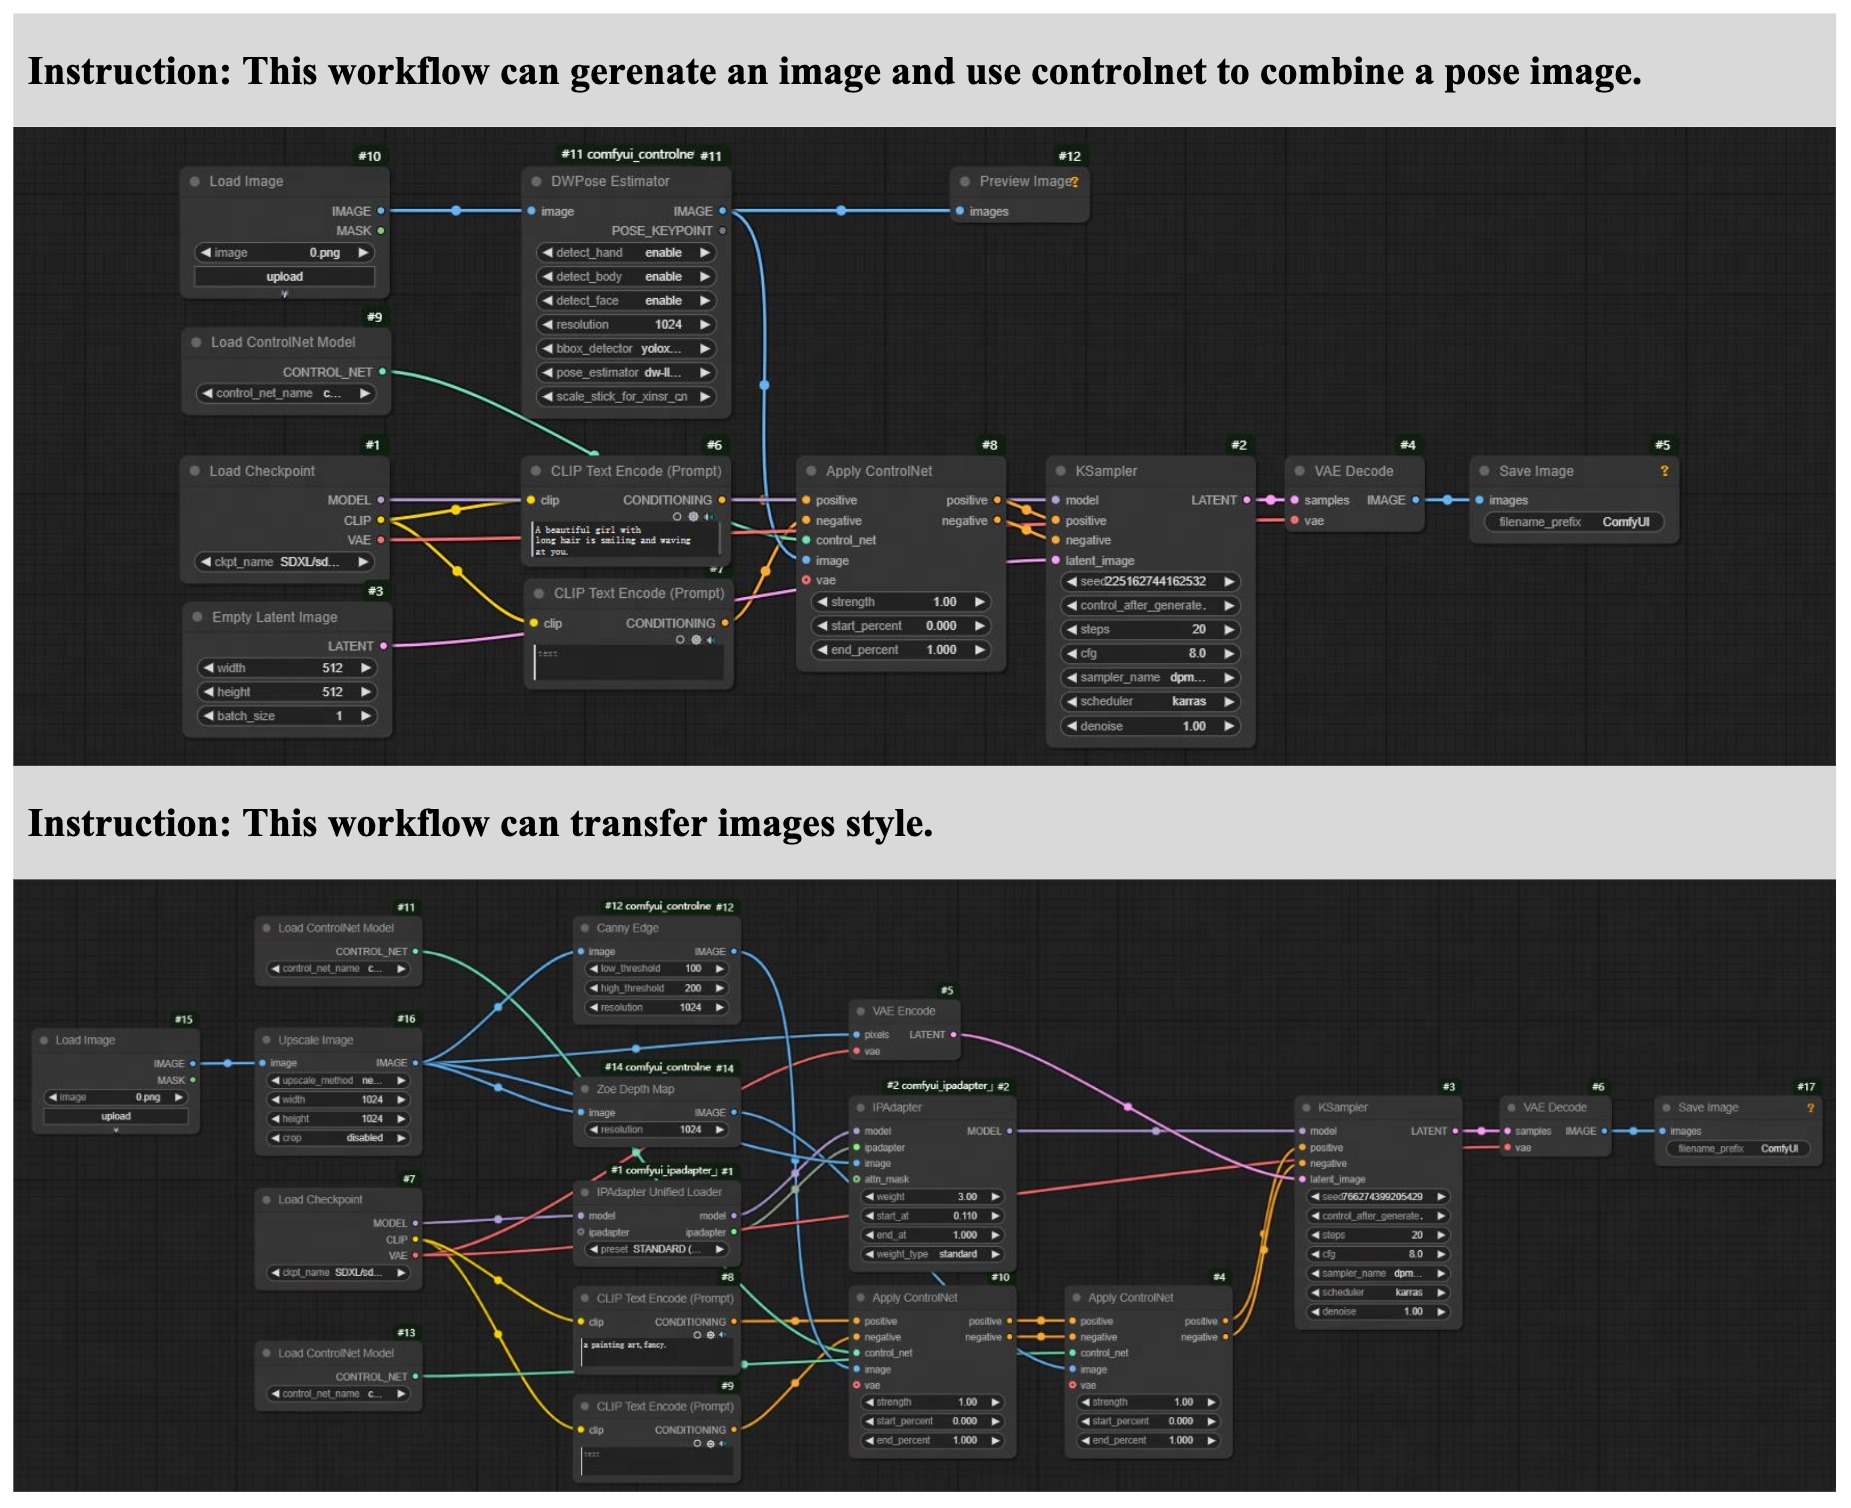 Instruction: This workflow can gerenate an image and use controlnet to combine a pose image.
#10
Load Image
IMAGE
MASK
image 0.png
upload
#11 comfyui_controlne #11
DWPose Estimator
image IMAGE
POSE_KEYPOINT
detect_hand enable
detect_body enable
detect_face enable
resolution 1024
bbox_detector yolox...
pose_estimator dw-ll...
scale_stick_for_xinsr_cn
#12
Preview Image?
images
#9
Load ControlNet Model
CONTROL_NET
control_net_name c...
#1
Load Checkpoint
MODEL
CLIP
VAE
ckpt_name SDXL/sd...
#3
Empty Latent Image
LATENT
width 512
height 512
batch_size 1
#6
CLIP Text Encode (Prompt)
clip CONDITIONING
A beautiful girl with
long hair is smiling and waving
at you.
#7
CLIP Text Encode (Prompt)
clip CONDITIONING
text
#8
Apply ControlNet
positive positive
negative negative
control_net
image
vae
strength 1.00
start_percent 0.000
end_percent 1.000
#2
KSampler
model LATENT
positive
negative
latent_image
seed225162744162532
control_after_generate.
steps 20
cfg 8.0
sampler_name dpm...
scheduler karras
denoise 1.00
#4
VAE Decode
samples IMAGE
vae
#5
Save Image ?
images
filename_prefix ComfyUI
Instruction: This workflow can transfer images style.
#11
Load ControlNet Model
CONTROL_NET
control_net_name c...
#15
Load Image
IMAGE
MASK
image 0.png
upload
#16
Upscale Image
image IMAGE
upscale_method ne...
width 1024
height 1024
crop disabled
#7
Load Checkpoint
MODEL
CLIP
VAE
ckpt_name SDXL/sd...
#13
Load ControlNet Model
CONTROL_NET
control_net_name c...
#12 comfyui_controlne #12
Canny Edge
image IMAGE
low_threshold 100
high_threshold 200
resolution 1024
#14 comfyui_controlne #14
Zoe Depth Map
image IMAGE
resolution 1024
#1 comfyui_ipadapter_ #1
IPAdapter Unified Loader
model model
ipadapter ipadapter
preset STANDARD (...
#8
CLIP Text Encode (Prompt)
clip CONDITIONING
a painting art,fancy.
#9
CLIP Text Encode (Prompt)
clip CONDITIONING
text
#5
VAE Encode
pixels LATENT
vae
#2 comfyui_ipadapter_ #2
IPAdapter
model MODEL
ipadapter
image
attn_mask
weight 3.00
start_at 0.110
end_at 1.000
weight_type standard
#10
Apply ControlNet
positive positive
negative negative
control_net
image
vae
strength 1.00
start_percent 0.000
end_percent 1.000
#4
Apply ControlNet
positive positive
negative negative
control_net
image
vae
strength 1.00
start_percent 0.000
end_percent 1.000
#3
KSampler
model LATENT
positive
negative
latent_image
seed766274399205429
control_after_generate.
steps 20
cfg 8.0
sampler_name dpm...
scheduler karras
denoise 1.00
#6
VAE Decode
samples IMAGE
vae
#17
Save Image ?
images
filename_prefix ComfyUI